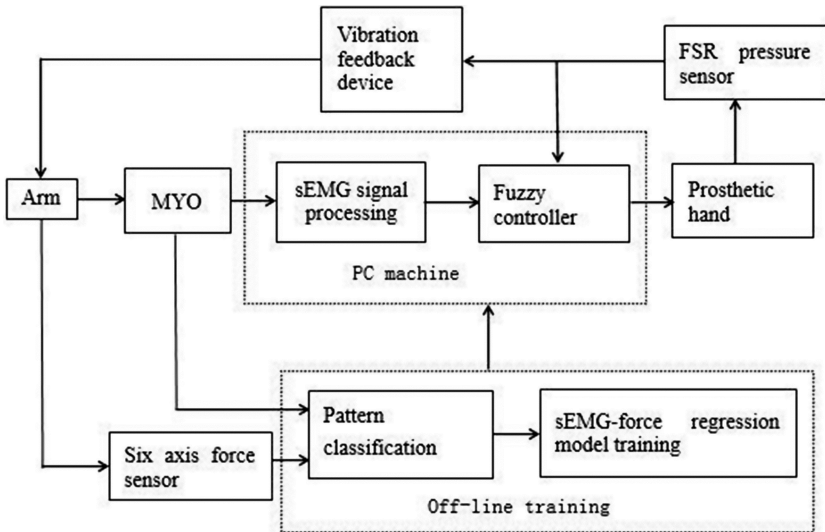 Vibration
feedback
device
FSR pressure
sensor
Arm
MYO
sEMG signal
processing
Fuzzy
controller
Prosthetic
hand
PC machine
Pattern
classification
sEMG-force regression
model training
Six axis force
sensor
Off-line training